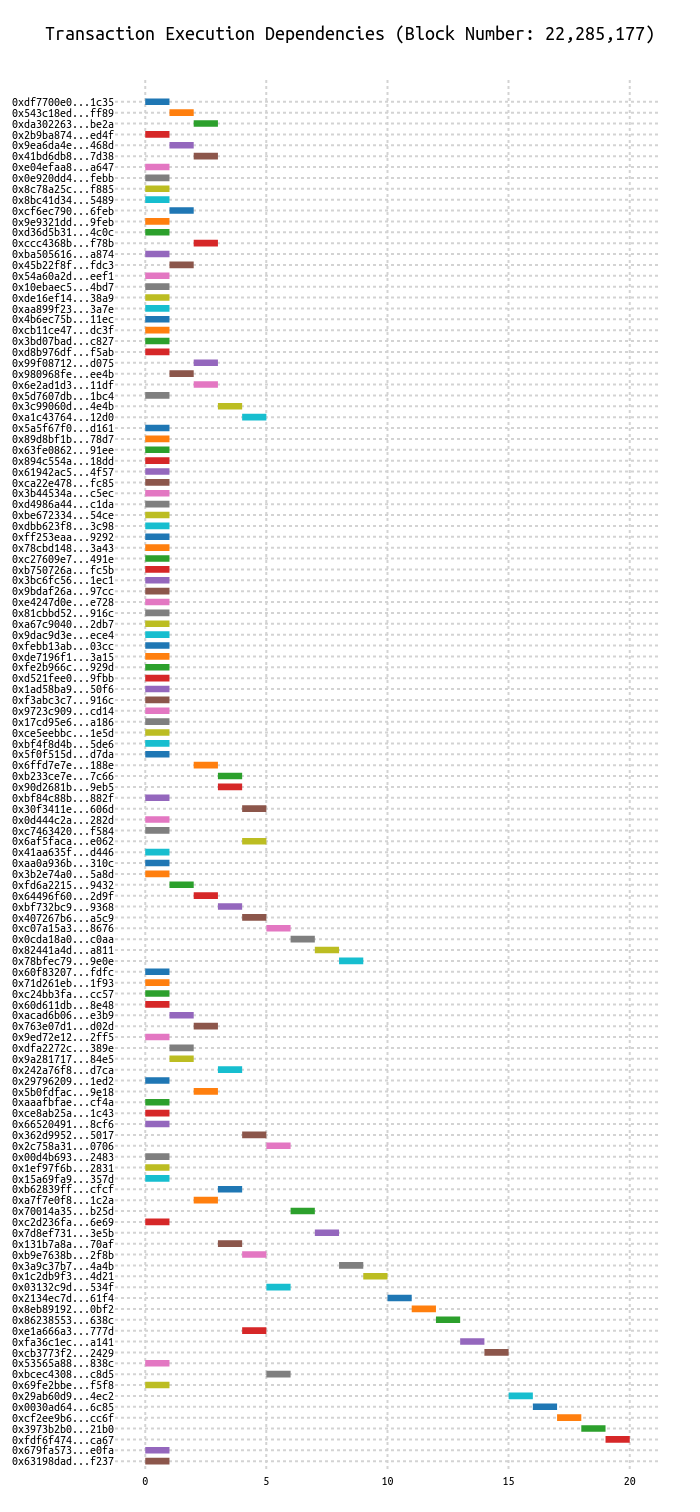 Transaction Execution Dependencies (Block Number: 22,285,177)
0xdf7700e0...1c35
0x543c18ed...ff89
0xda302263...be2a
0x2b9ba874...ed4f
0x9ea6da4e...468d
0x41bd6db8...7d38
0xe04efaa8...a647
0x0e920dd4...febb
0x8c78a25c...f885
0x8bc41d34...5489
0xcf6ec790...6feb
0x9e9321dd...9feb
0xd36d5b31...4c0c
0xccc4368b...f78b
0xba505616...a874
0x45b22f8f...fdc3
0x54a60a2d...eef1
0x10ebaec5...4bd7
0xde16ef14...38a9
0xaa899f23...3a7e
0x4b6ec75b...11ec
0xcb11ce47...dc3f
0x3bd07bad...c827
0xd8b976df...f5ab
0x99f08712...d075
0x980968fe...ee4b
0x6e2ad1d3...11df
0x5d7607db...1bc4
0x3c99060d...4e4b
0xa1c43764...12d0
0x5a5f67f0...d161
0x89d8bf1b...78d7
0x63fe0862...91ee
0x894c554a...18dd
0x61942ac5...4f57
0xca22e478...fc85
0x3b44534a...c5ec
0xd4986a44...c1da
0xbe672334...54ce
0xdbb623f8...3c98
0xff253eaa...9292
0x78cbd148...3a43
0xc27609e7...491e
0xb750726a...fc5b
0x3bc6fc56...1ec1
0x9bdaf26a...97cc
0xe4247d0e...e728
0x81cbbd52...916c
0xa67c9040...2db7
0x9dac9d3e...ece4
0xfebb13ab...03cc
0xde7196f1...3a15
0xfe2b966c...929d
0xd521fee0...9fbb
0x1ad58ba9...50f6
0xf3abc3c7...916c
0x9723c909...cd14
0x17cd95e6...a186
0xce5eebbc...1e5d
0xbf4f8d4b...5de6
0x5f0f515d...d7da
0x6ffd7e7e...188e
0xb233ce7e...7c66
0x90d2681b...9eb5
0xbf84c88b...882f
0x30f3411e...606d
0x0d444c2a...282d
0xc7463420...f584
0x6af5faca...e062
0x41aa635f...d446
0xaa0a936b...310c
0x3b2e74a0...5a8d
0xfd6a2215...9432
0x64496f60...2d9f
0xbf732bc9...9368
0x407267b6...a5c9
0xc07a15a3...8676
0x0cda18a0...c0aa
0x82441a4d...a811
0x78bfec79...9e0e
0x60f83207...fdfc
0x71d261eb...1f93
0xc24bb3fa...cc57
0x60d611db...8e48
0xacad6b06...e3b9
0x763e07d1...d02d
0x9ed72e12...2ff5
0xdfa2272c...389e
0x9a281717...84e5
0x242a76f8...d7ca
0x29796209...1ed2
0x5b0fdfac...9e18
0xaaafbfae...cf4a
0xce8ab25a...1c43
0x66520491...8cf6
0x362d9952...5017
0x2c758a31...0706
0x00d4b693...2483
0x1ef97f6b...2831
0x15a69fa9...357d
0xb62839ff...cfcf
0xa7f7e0f8...1c2a
0x70014a35...b25d
0xc2d236fa...6e69
0x7d8ef731...3e5b
0x131b7a8a...70af
0xb9e7638b...2f8b
0x3a9c37b7...4a4b
0x1c2db9f3...4d21
0x03132c9d...534f
0x2134ec7d...61f4
0x8eb89192...0bf2
0x86238553...638c
0xe1a666a3...777d
0xfa36c1ec...a141
0xcb3773f2...2429
0x53565a88...838c
0xbcec4308...c8d5
0x69fe2bbe...f5f8
0x29ab60d9...4ec2
0x0030ad64...6c85
0xcf2ee9b6...cc6f
0x3973b2b0...21b0
0xfdf6f474...ca67
0x679fa573...e0fa
0x63198dad...f237
0 5 10 15 20